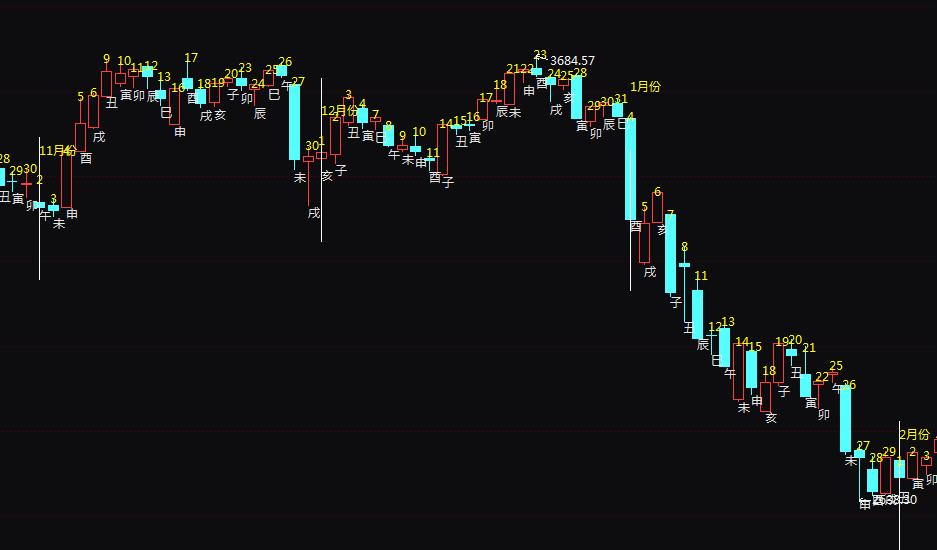 28
丑
29
寅
30
卯
11月份
2
午
3
未
4
申
5
酉
6
戌
9
丑
10
寅
11
卯
12
辰
13
巳
16
申
17
酉
18
戌
19
亥
20
子
23
卯
24
辰
25
巳
26
午
27
未
30
戌
12月份
1
亥
2
子
3
丑
4
寅
7
巳
8
午
9
未
10
申
11
酉
14
子
15
丑
16
寅
17
卯
18
辰
21
未
22
申
23
酉
3684.57
24
戌
25
亥
28
寅
29
卯
30
辰
31
巳
1月份
4
酉
5
戌
6
亥
7
子
8
丑
11
辰
12
巳
13
午
14
未
15
申
18
亥
19
子
20
丑
21
寅
22
卯
25
午
26
未
27
申
28
酉
29
戌
2月份
1
丑
2
寅
3
卯